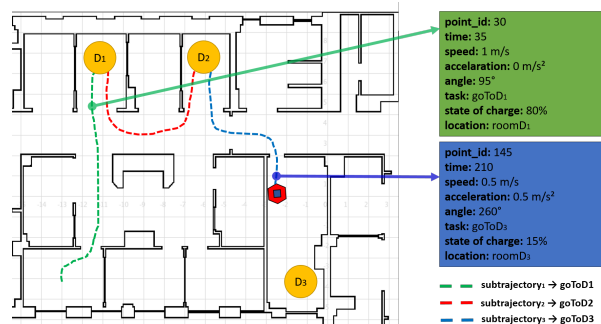 D1
D2
D3
point_id: 30
time: 35
speed: 1 m/s
accelaration: 0 m/s²
angle: 95°
task: goToD₁
state of charge: 80%
location: roomD₁
point_id: 145
time: 210
speed: 0.5 m/s
acceleration: 0.5 m/s²
angle: 260°
task: goToD₃
state of charge: 15%
location: roomD₃
subtrajectory₁ → goToD1
subtrajectory₂ → goToD2
subtrajectory₃ → goToD3